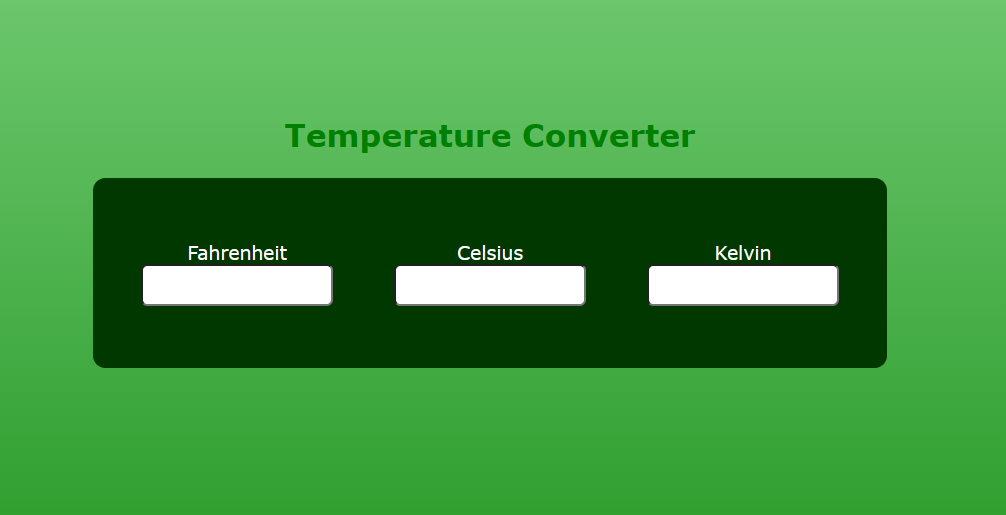 Temperature Converter
Fahrenheit Celsius Kelvin